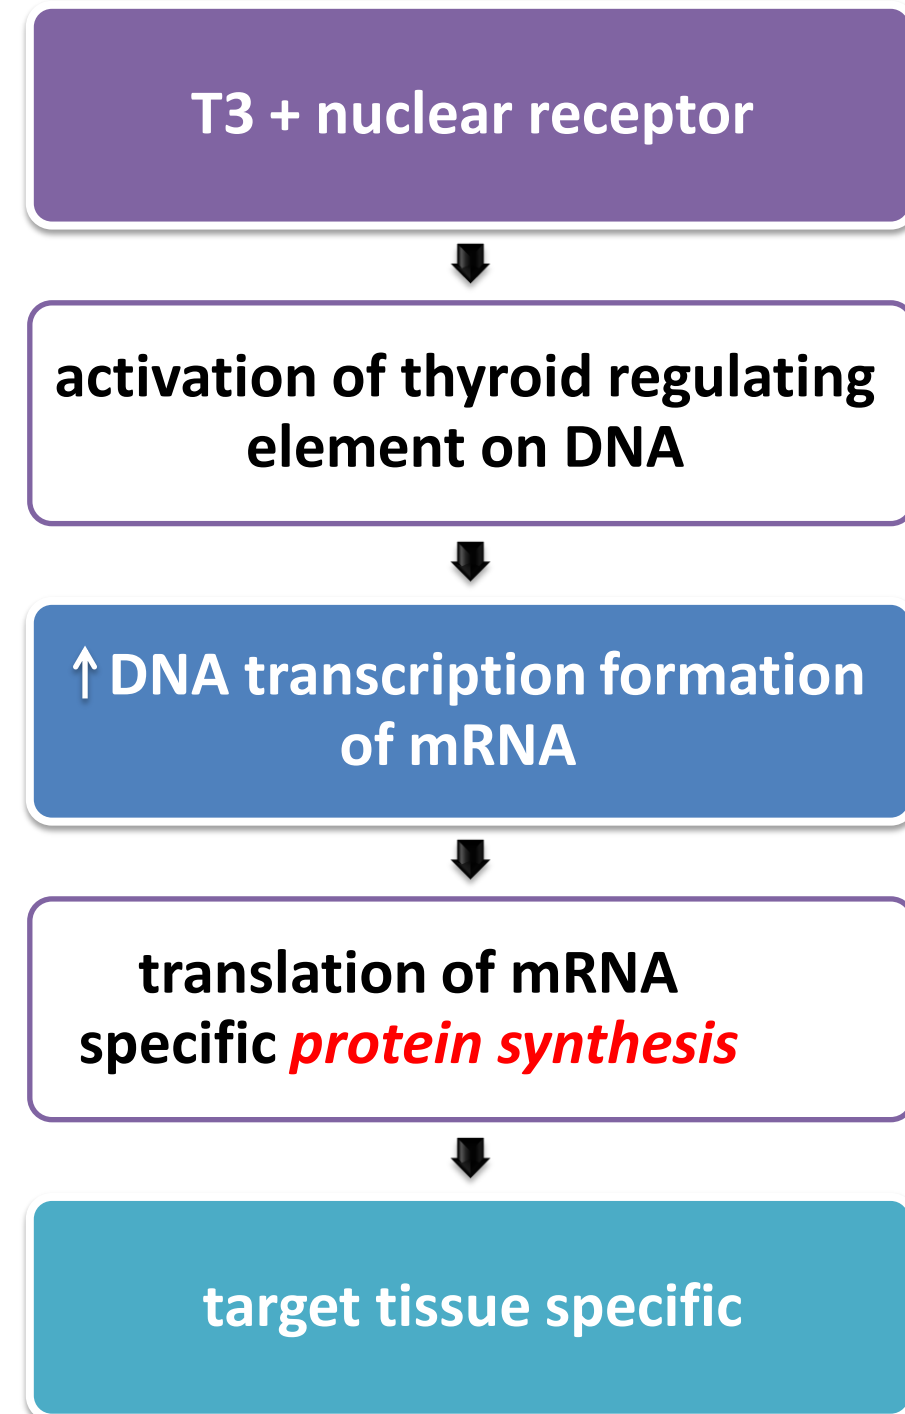 T3 + nuclear receptor
activation of thyroid regulating
element on DNA
↑ DNA transcription formation
of mRNA
translation of mRNA
specific protein synthesis
target tissue specific